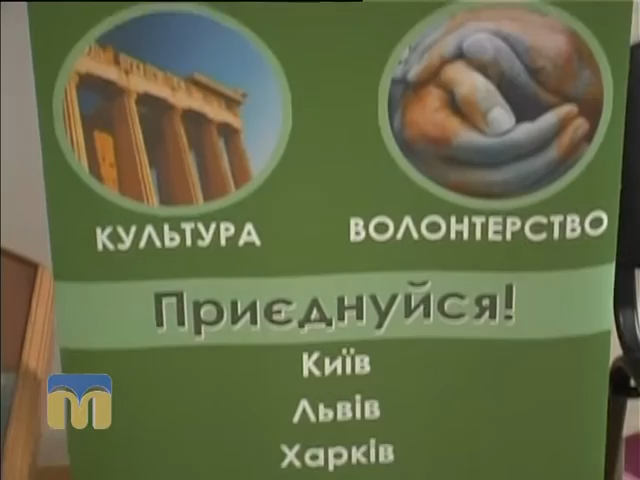 КУЛЬТУРА ВОЛОНТЕРСТВО
Приєднуйся!
Київ
Львів
Харків
М